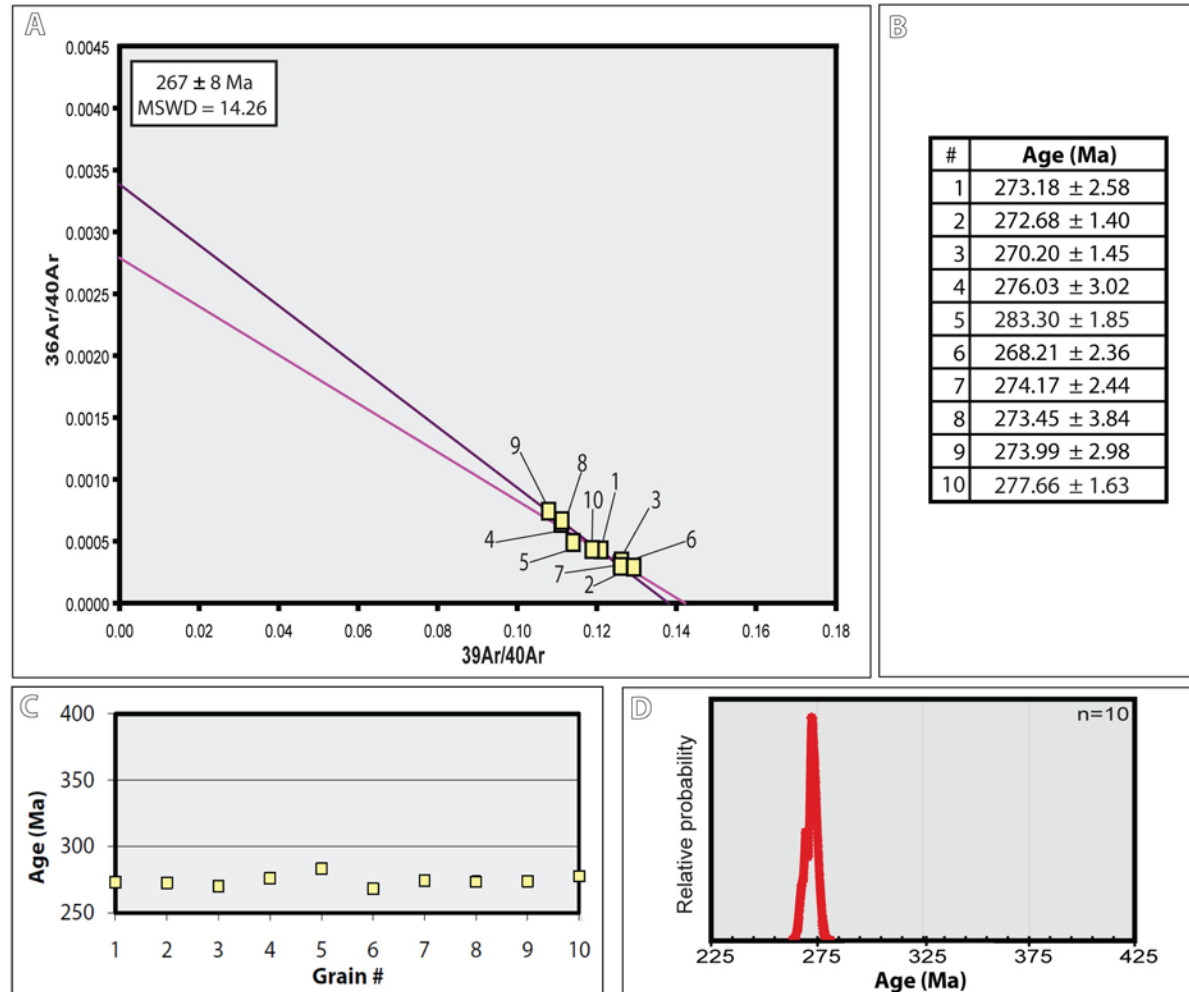 A
267 ± 8 Ma
MSWD = 14.26
0.0045
0.0040
0.0035
0.0030
0.0025
0.0020
0.0015
0.0010
0.0005
0.0000
36Ar/40Ar
9
8
10
1
3
4
5
6
7
2
0.00 0.02 0.04 0.06 0.08 0.10 0.12 0.14 0.16 0.18
39Ar/40Ar
B
# Age (Ma)
1 273.18 ± 2.58
2 272.68 ± 1.40
3 270.20 ± 1.45
4 276.03 ± 3.02
5 283.30 ± 1.85
6 268.21 ± 2.36
7 274.17 ± 2.44
8 273.45 ± 3.84
9 273.99 ± 2.98
10 277.66 ± 1.63
C
400
350
300
250
Age (Ma)
1 2 3 4 5 6 7 8 9 10
Grain #
D
n=10
Relative probability
225 275 325 375 425
Age (Ma)